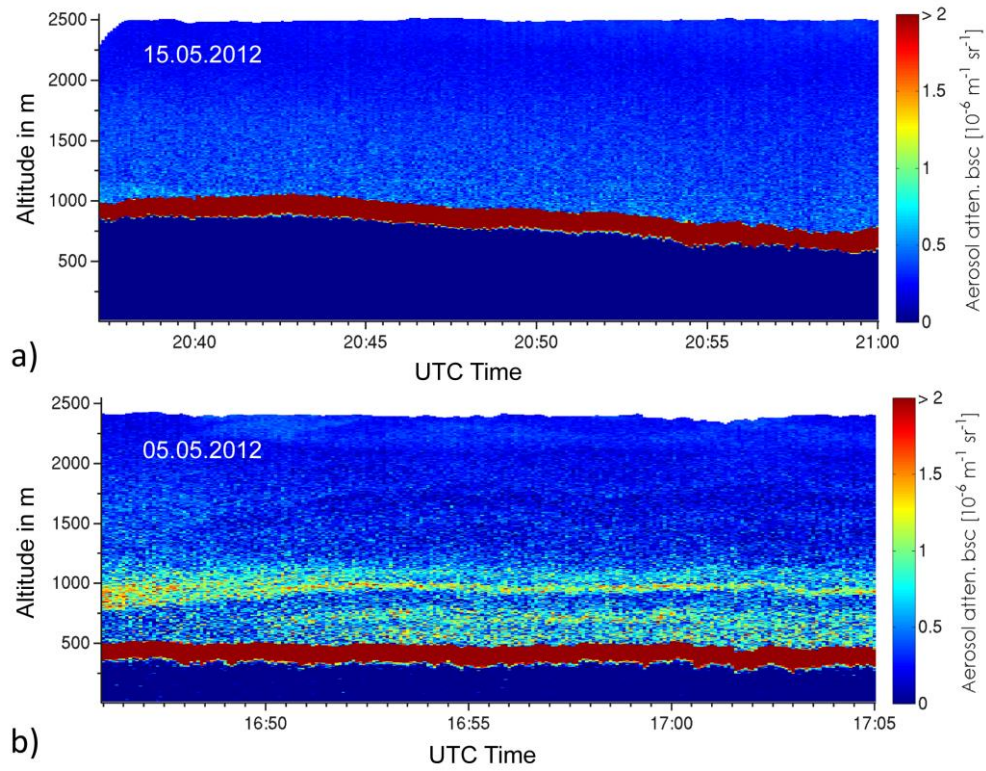 2500
2000
1500
1000
500
Altitude in m
15.05.2012
20:40 20:45 20:50 20:55 21:00
UTC Time
a)
> 2
1.5
1
0.5
0
Aerosol atten. bsc [10⁻⁶ m⁻¹ sr⁻¹]
2500
2000
1500
1000
500
Altitude in m
05.05.2012
16:50 16:55 17:00 17:05
UTC Time
b)
> 2
1.5
1
0.5
0
Aerosol atten. bsc [10⁻⁶ m⁻¹ sr⁻¹]